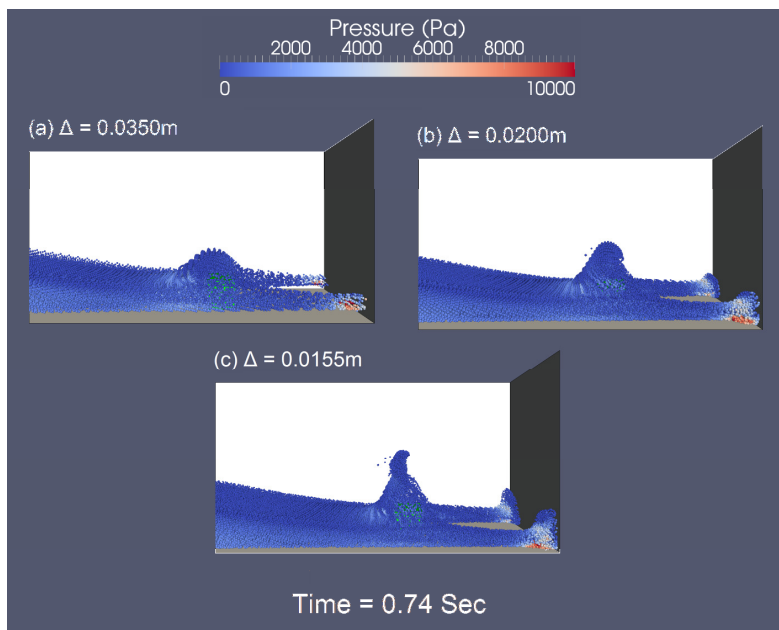 Pressure (Pa)
2000 4000 6000 8000
0 10000
(a) Δ = 0.0350m
(b) Δ = 0.0200m
(c) Δ = 0.0155m
Time = 0.74 Sec